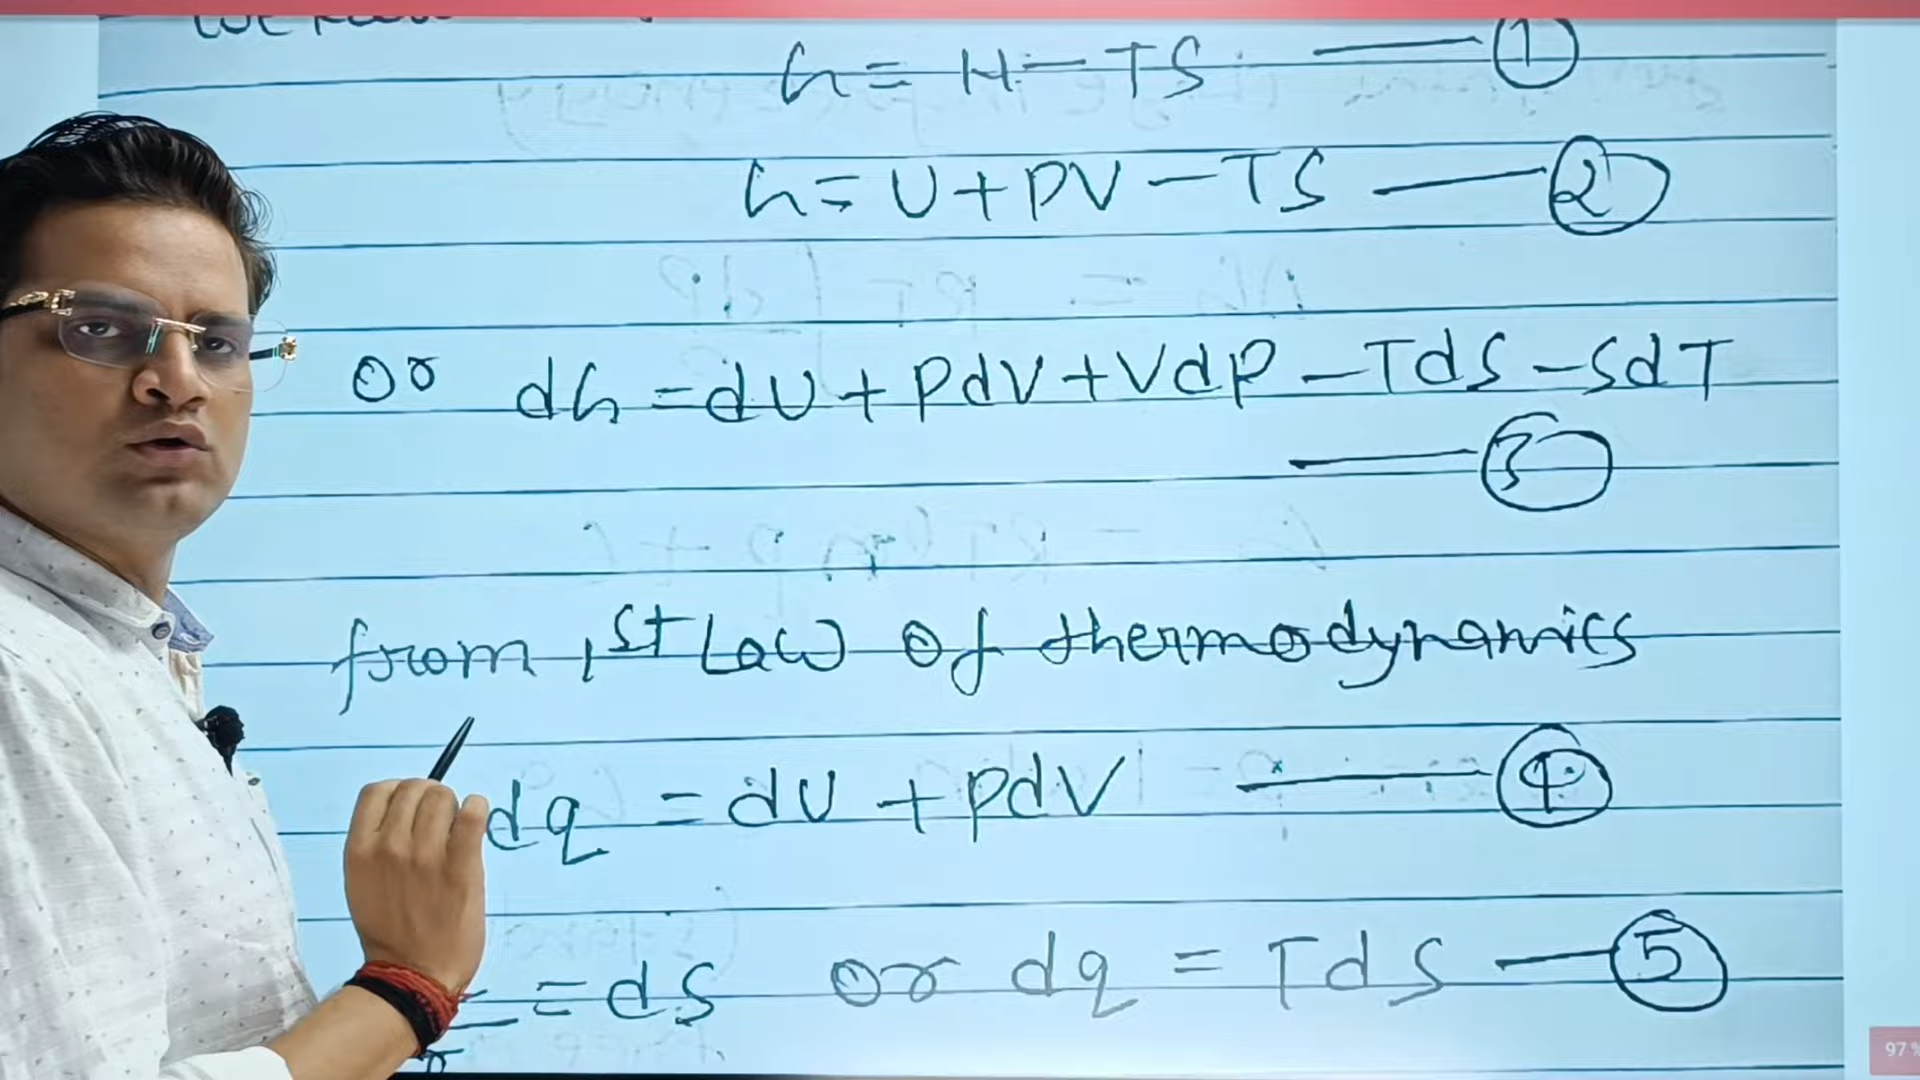 G = H - TS —— ①
G = U + PV - TS —— ②
or dG = dU + PdV + VdP - TdS - SdT
—— ③
from 1st Law of thermodynamics
dq = dU + PdV —— ④
= dS or dq = TdS —— ⑤
97%